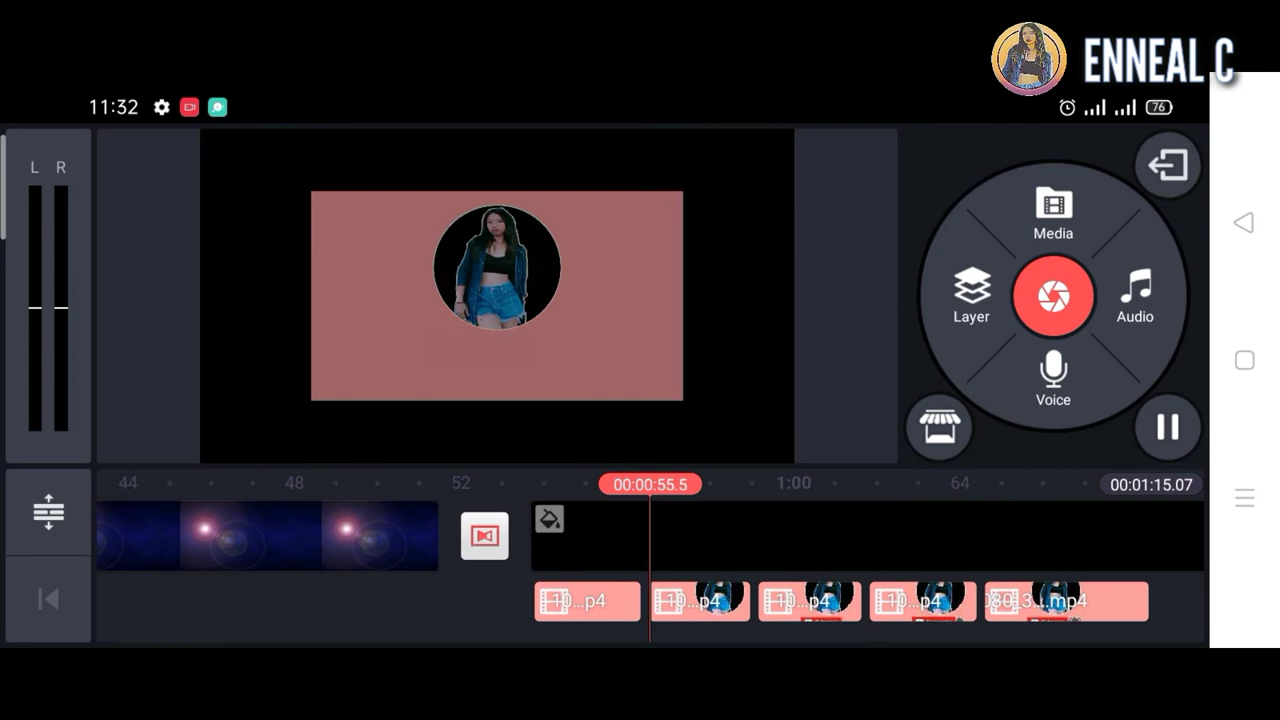 ENNEAL C
11:32
76
L R
Media
Layer
Audio
Voice
44 48 52 00:00:55.5 1:00 64 00:01:15.07
10...p4 10...p4 10...p4 10...p4 080_3....mp4